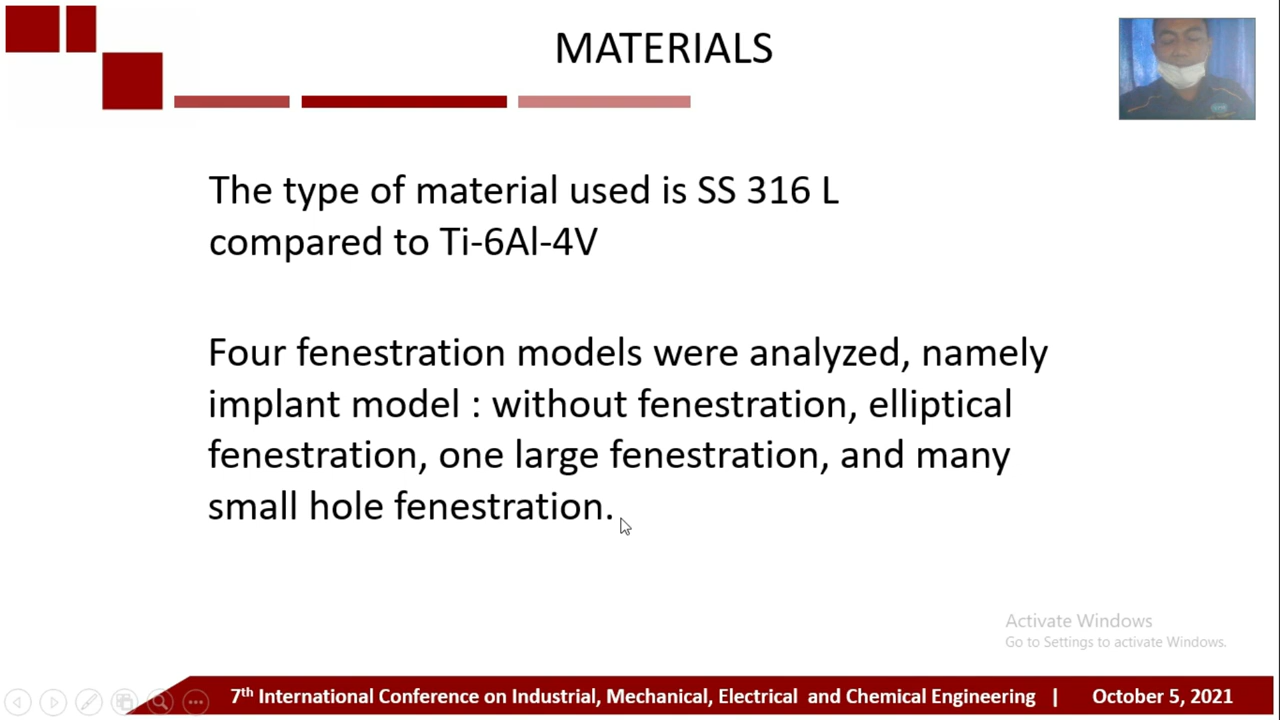 MATERIALS
The type of material used is SS 316 L
compared to Ti-6Al-4V
Four fenestration models were analyzed, namely
implant model : without fenestration, elliptical
fenestration, one large fenestration, and many
small hole fenestration.
Activate Windows
Go to Settings to activate Windows.
7th International Conference on Industrial, Mechanical, Electrical and Chemical Engineering | October 5, 2021